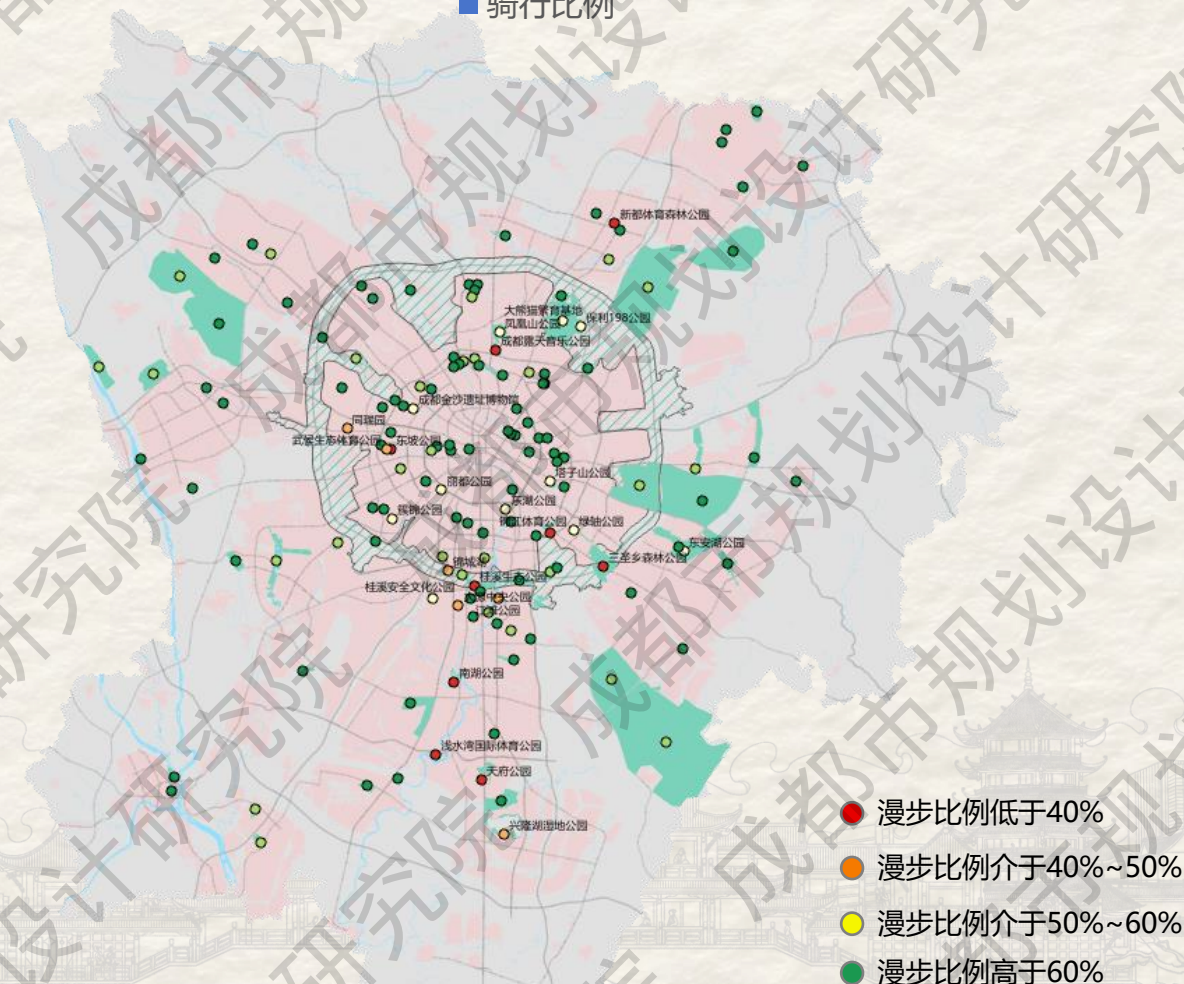 骑行比例
新都体育森林公园
大熊猫繁育基地
凤凰山公园
保利198公园
成都露天音乐公园
成都金沙遗址博物馆
同瑞园
武侯生态体育公园
东坡公园
塔子山公园
丽都公园
东湖公园
簇锦公园
锦江体育公园
绿轴公园
东安湖公园
三圣乡森林公园
锦城湖
桂溪生态公园
桂溪安全文化公园
江滩公园
南湖公园
浅水湾国际体育公园
天府公园
兴隆湖湿地公园
漫步比例低于40%
漫步比例介于40%~50%
漫步比例介于50%~60%
漫步比例高于60%
成都市规划设计研究院